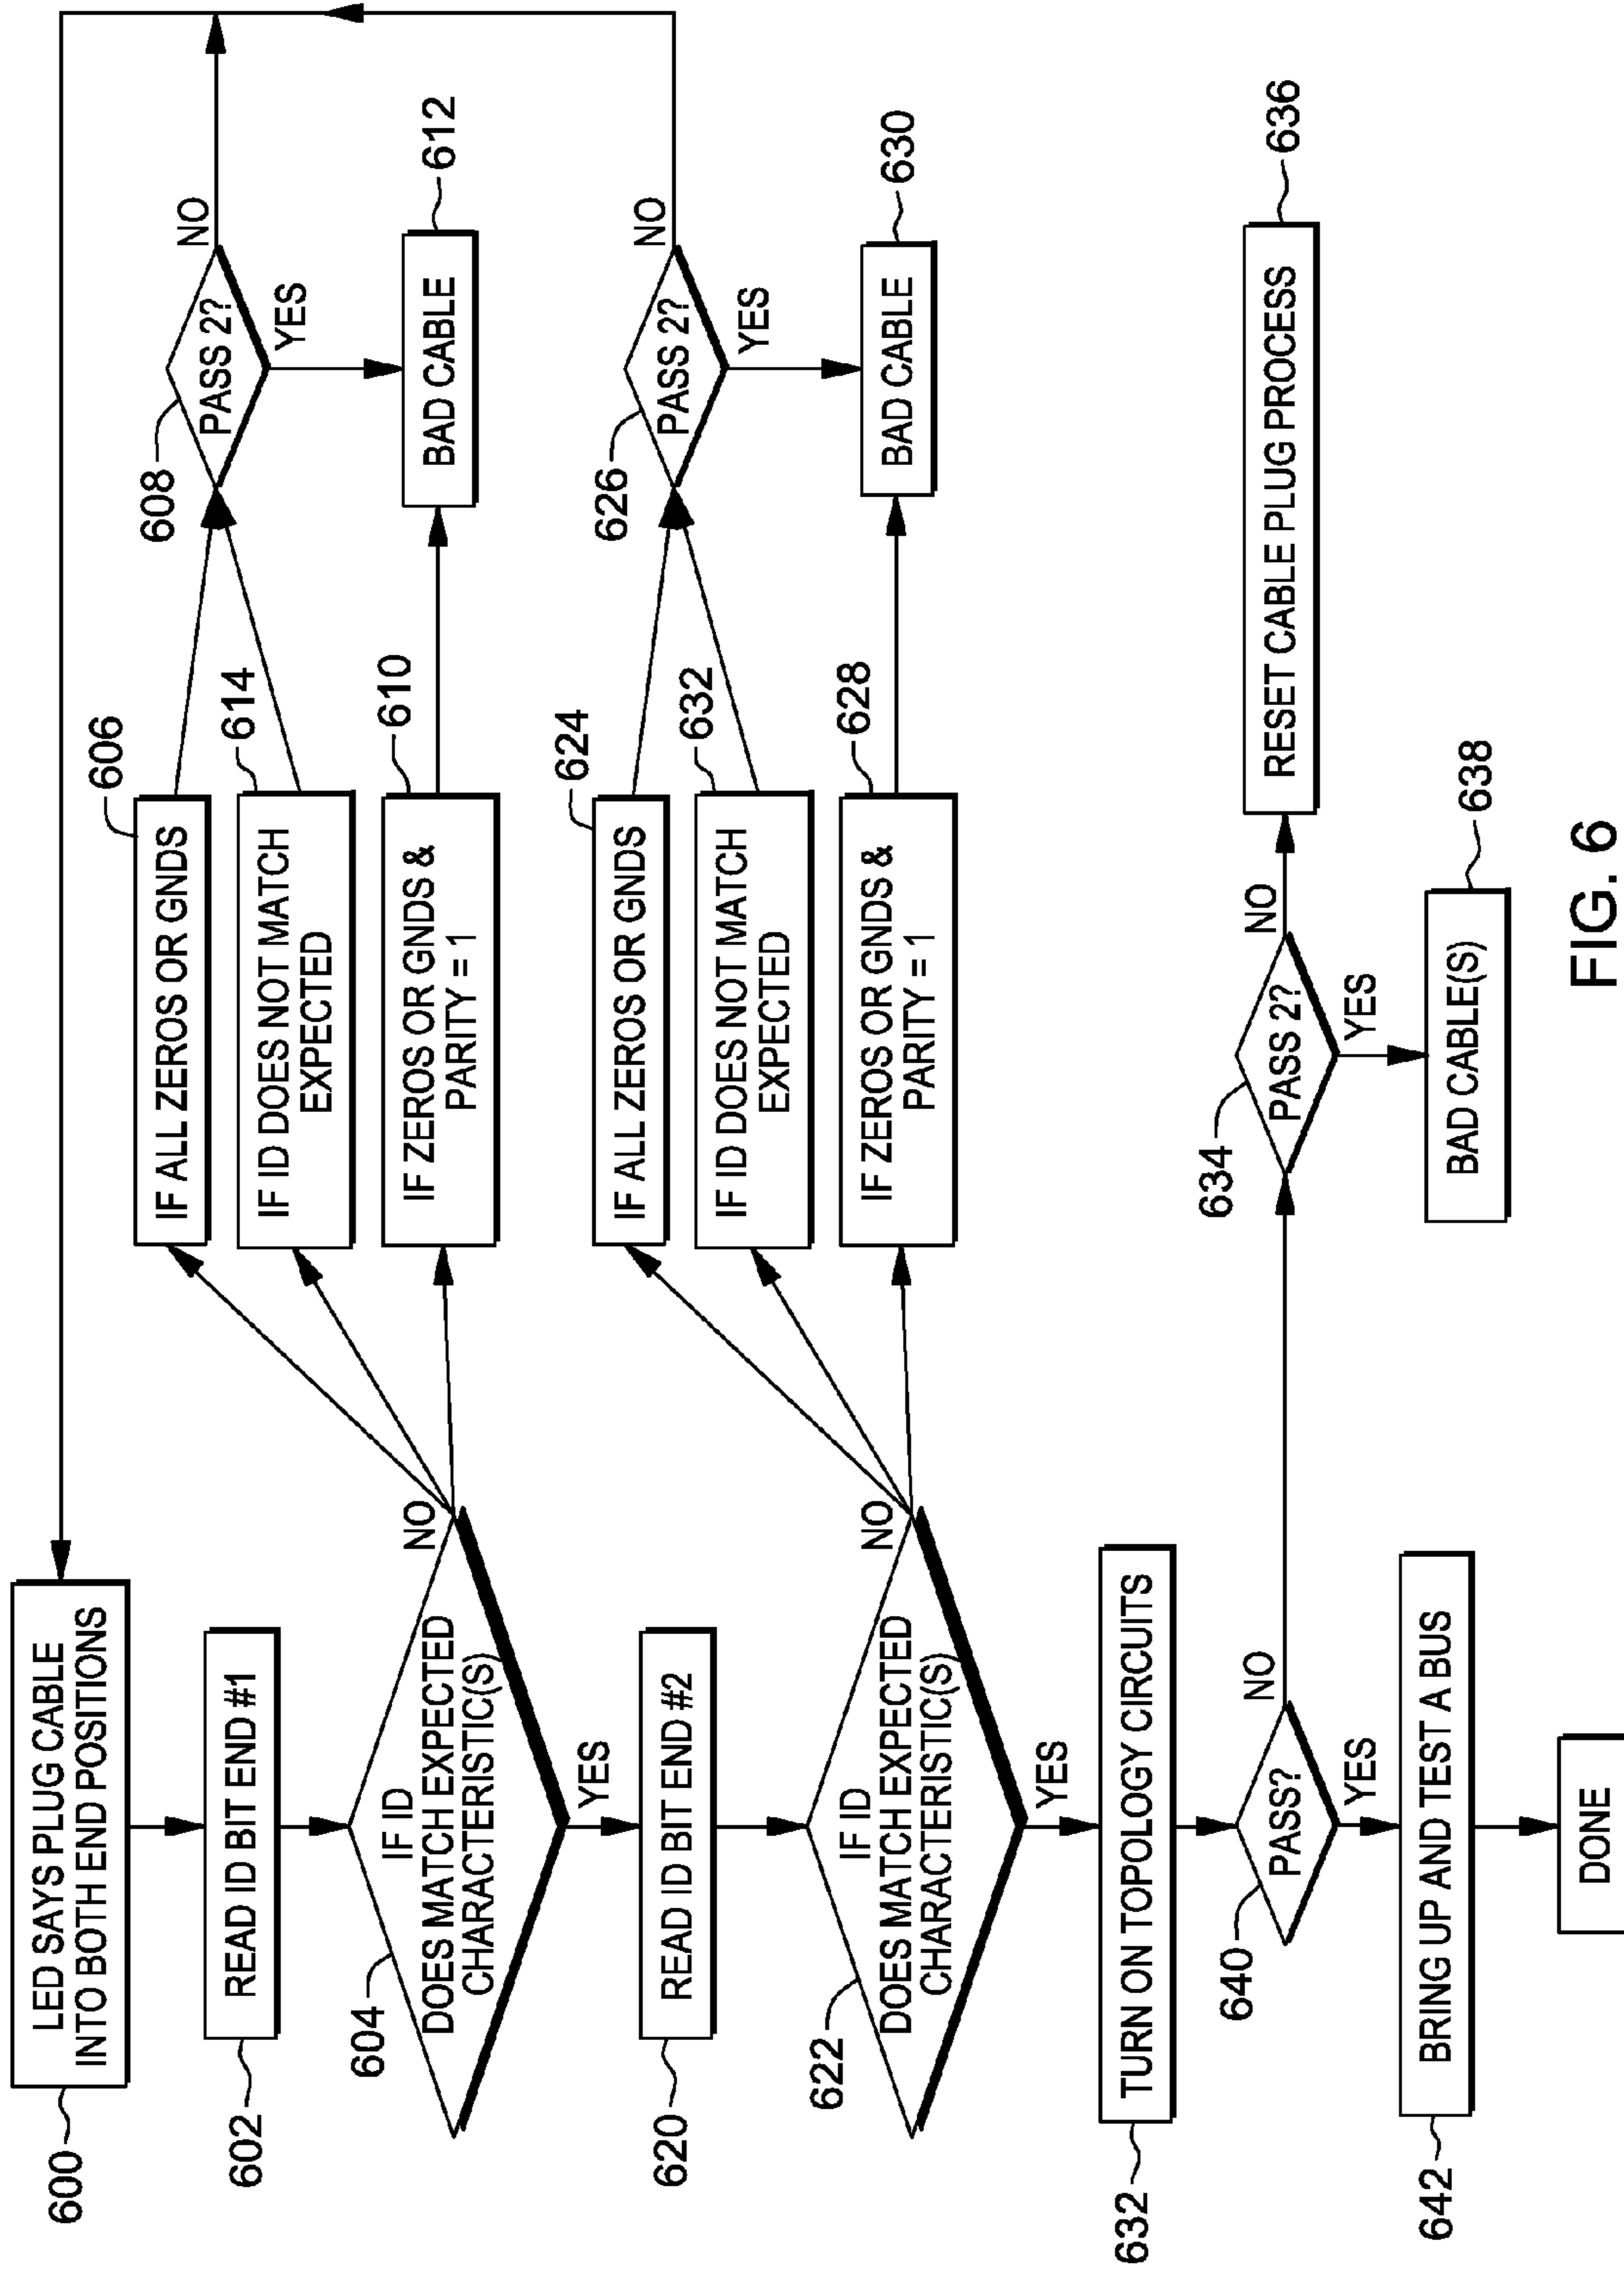 600
LED SAYS PLUG CABLE
INTO BOTH END POSITIONS
602
READ ID BIT END #1
604
IF ID
DOES MATCH EXPECTED
CHARACTERISTIC(S)
NO
YES
606
IF ALL ZEROS OR GNDS
614
IF ID DOES NOT MATCH
EXPECTED
610
IF ZEROS OR GNDS &
PARITY = 1
608
PASS 2?
NO
YES
612
BAD CABLE
620
READ ID BIT END #2
622
IF ID
DOES MATCH EXPECTED
CHARACTERISTIC(S)
NO
YES
624
IF ALL ZEROS OR GNDS
632
IF ID DOES NOT MATCH
EXPECTED
628
IF ZEROS OR GNDS &
PARITY = 1
626
PASS 2?
NO
YES
630
BAD CABLE
632
TURN ON TOPOLOGY CIRCUITS
640
PASS?
NO
YES
634
PASS 2?
NO
YES
636
RESET CABLE PLUG PROCESS
638
BAD CABLE(S)
642
BRING UP AND TEST A BUS
DONE
FIG. 6